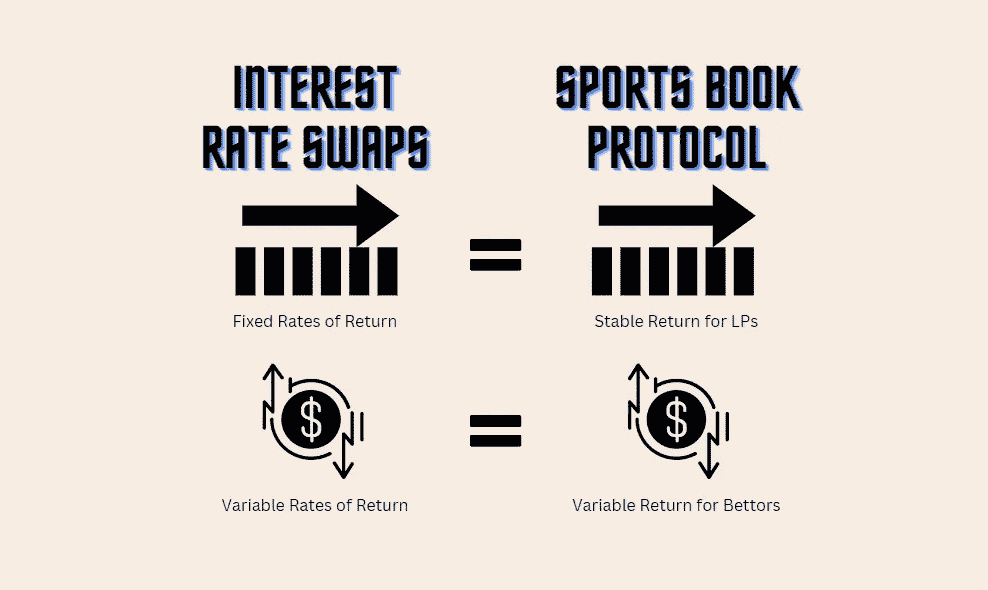 INTEREST
RATE SWAPS
SPORTS BOOK
PROTOCOL
=
Fixed Rates of Return
Stable Return for LPs
$
=
$
Variable Rates of Return
Variable Return for Bettors